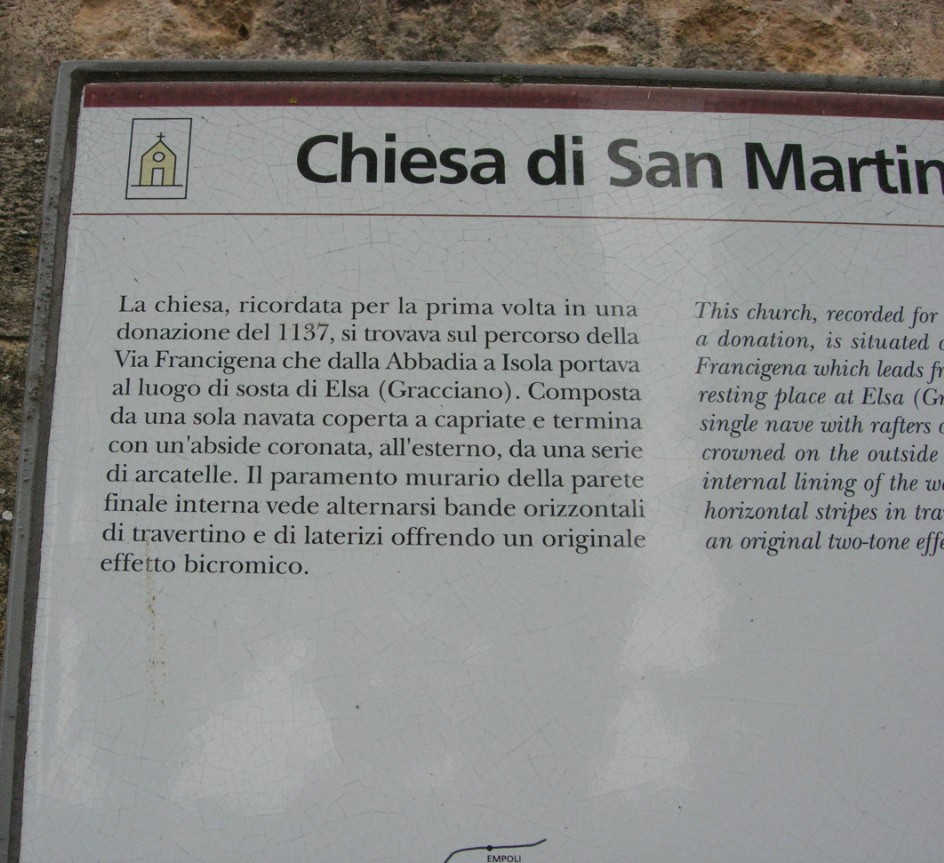 Chiesa di San Martin
La chiesa, ricordata per la prima volta in una
donazione del 1137, si trovava sul percorso della
Via Francigena che dalla Abbadia a Isola portava
al luogo di sosta di Elsa (Gracciano). Composta
da una sola navata coperta a capriate e termina
con un'abside coronata, all'esterno, da una serie
di arcatelle. Il paramento murario della parete
finale interna vede alternarsi bande orizzontali
di travertino e di laterizi offrendo un originale
effetto bicromico.
This church, recorded for
a donation, is situated
Francigena which leads
resting place at Elsa
single nave with rafters
crowned on the outside
internal lining of the
horizontal stripes in
an original two-tone
EMPOLI